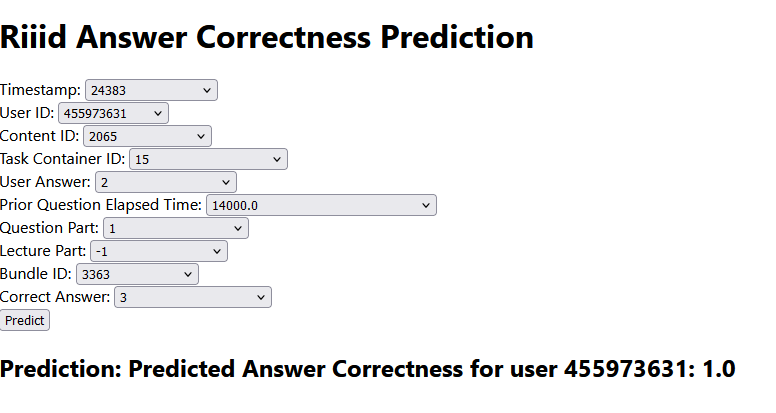 Riiid Answer Correctness Prediction
Timestamp: 24383
User ID: 455973631
Content ID: 2065
Task Container ID: 15
User Answer: 2
Prior Question Elapsed Time: 14000.0
Question Part: 1
Lecture Part: -1
Bundle ID: 3363
Correct Answer: 3
Predict
Prediction: Predicted Answer Correctness for user 455973631: 1.0